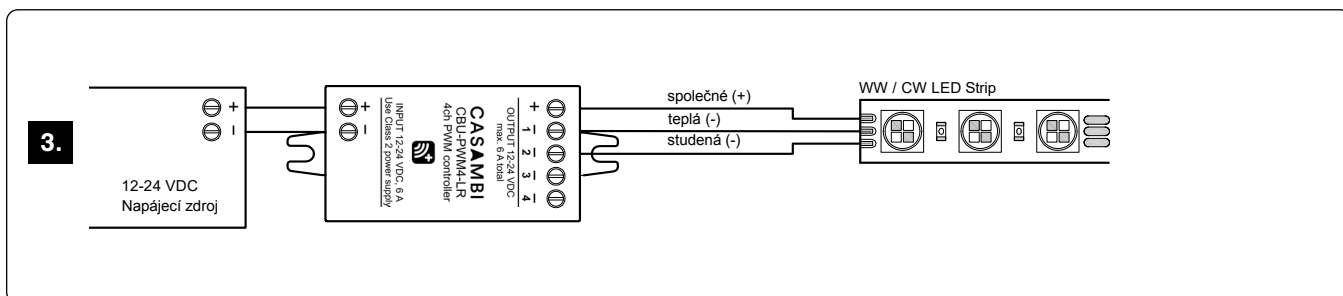 3.
+
−
12-24 VDC
Napájecí zdroj
+
−
INPUT 12-24 VDC, 6 A
Use Class 2 power supply
CASAMBI
CBU-PWM4-LR
4ch PWM controller
OUTPUT 12-24 VDC
max. 6 A total
+
1 −
2 −
3 −
4 −
společné (+)
teplá (-)
studená (-)
WW / CW LED Strip